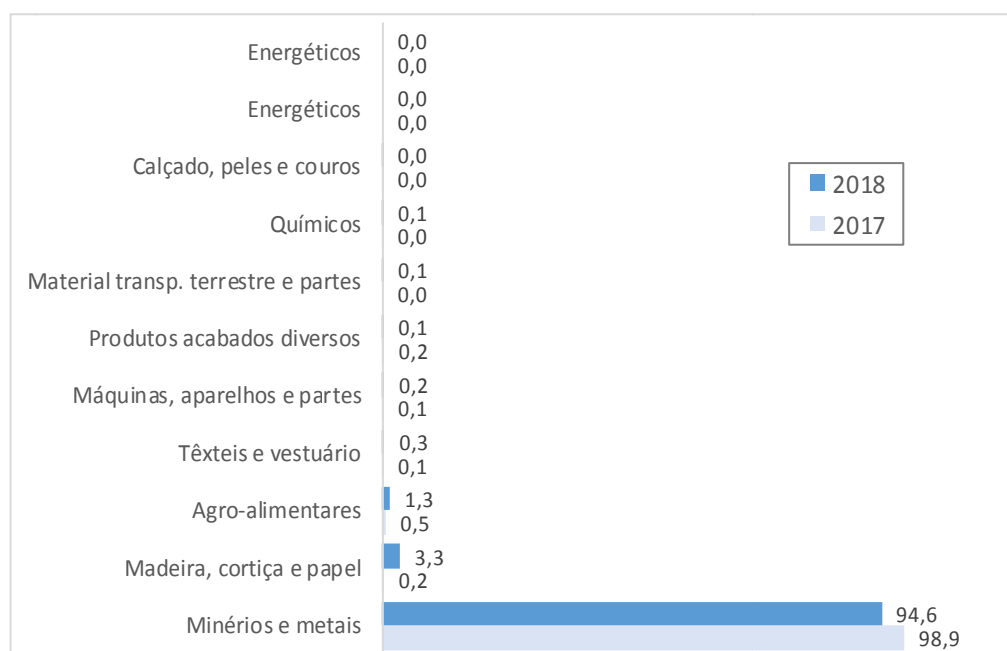 Energéticos
0,0
0,0
Energéticos
0,0
0,0
Calçado, peles e couros
0,0
0,0
Químicos
0,1
0,0
Material transp. terrestre e partes
0,1
0,0
Produtos acabados diversos
0,1
0,2
Máquinas, aparelhos e partes
0,2
0,1
Têxteis e vestuário
0,3
0,1
Agro-alimentares
1,3
0,5
Madeira, cortiça e papel
3,3
0,2
Minérios e metais
94,6
98,9
2018
2017